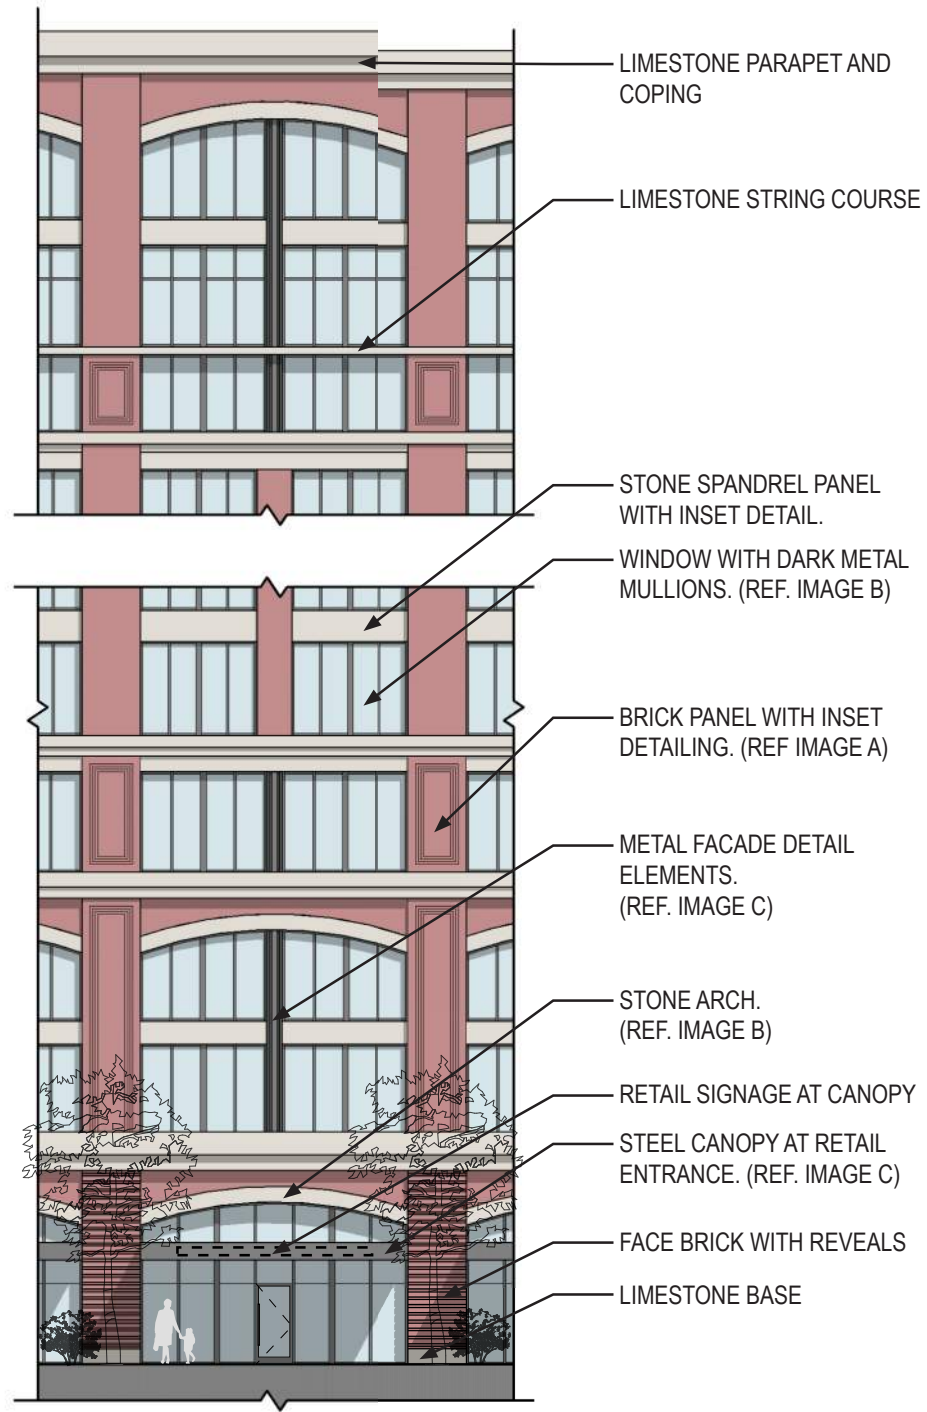 LIMESTONE PARAPET AND
COPING
LIMESTONE STRING COURSE
STONE SPANDREL PANEL
WITH INSET DETAIL.
WINDOW WITH DARK METAL
MULLIONS. (REF. IMAGE B)
BRICK PANEL WITH INSET
DETAILING. (REF IMAGE A)
METAL FACADE DETAIL
ELEMENTS.
(REF. IMAGE C)
STONE ARCH.
(REF. IMAGE B)
RETAIL SIGNAGE AT CANOPY
STEEL CANOPY AT RETAIL
ENTRANCE. (REF. IMAGE C)
FACE BRICK WITH REVEALS
LIMESTONE BASE